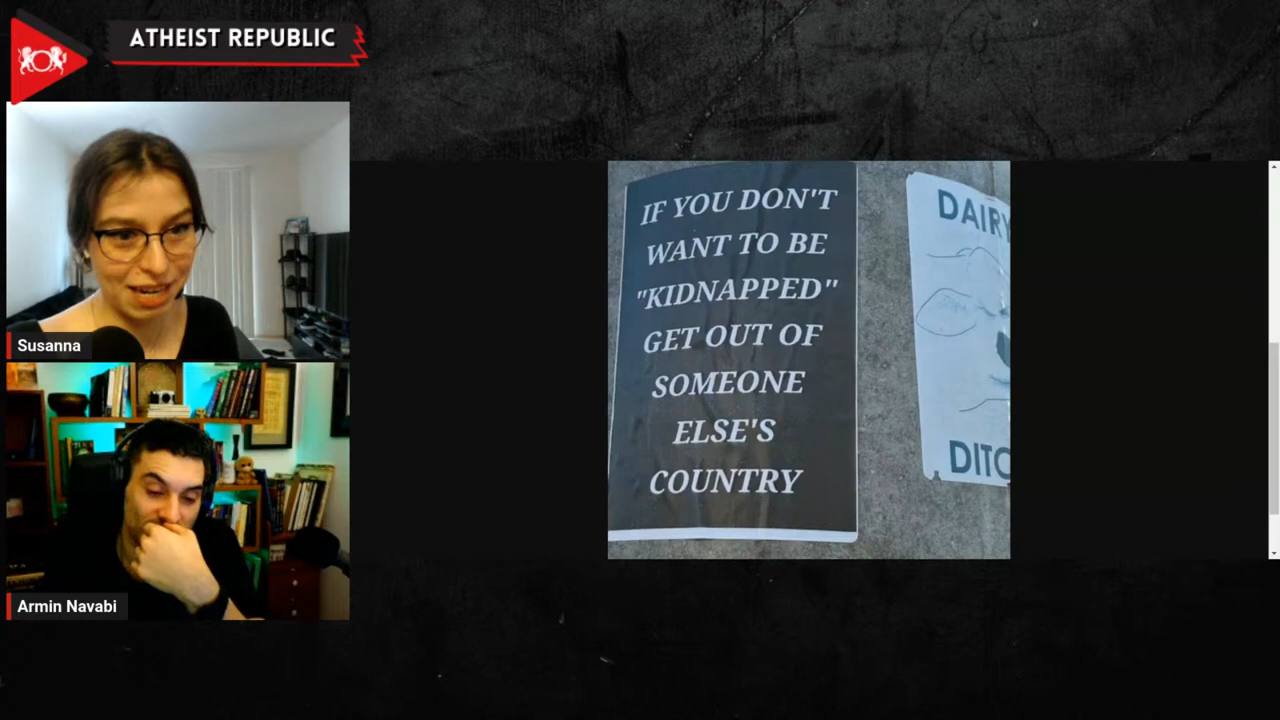 ATHEIST REPUBLIC
Susanna
Armin Navabi
IF YOU DON'T
WANT TO BE
"KIDNAPPED"
GET OUT OF
SOMEONE
ELSE'S
COUNTRY
DAIRY
DITC